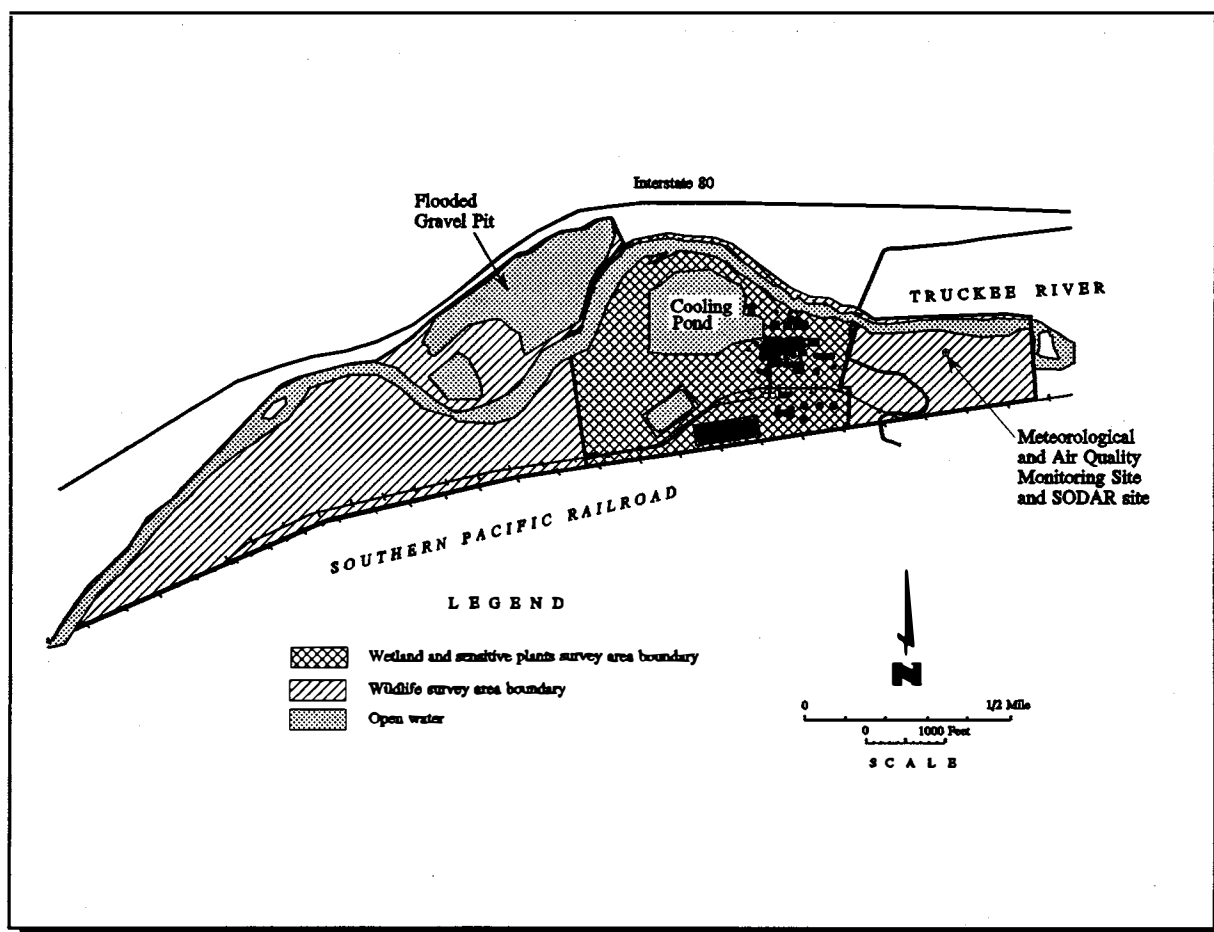 Interstate 80
Flooded
Gravel Pit
TRUCKEE RIVER
Cooling
Pond
Meteorological
and Air Quality
Monitoring Site
and SODAR site
SOUTHERN PACIFIC RAILROAD
LEGEND
Wetland and sensitive plants survey area boundary
Wildlife survey area boundary
Open water
N
0 1/2 Mile
0 1000 Feet
SCALE